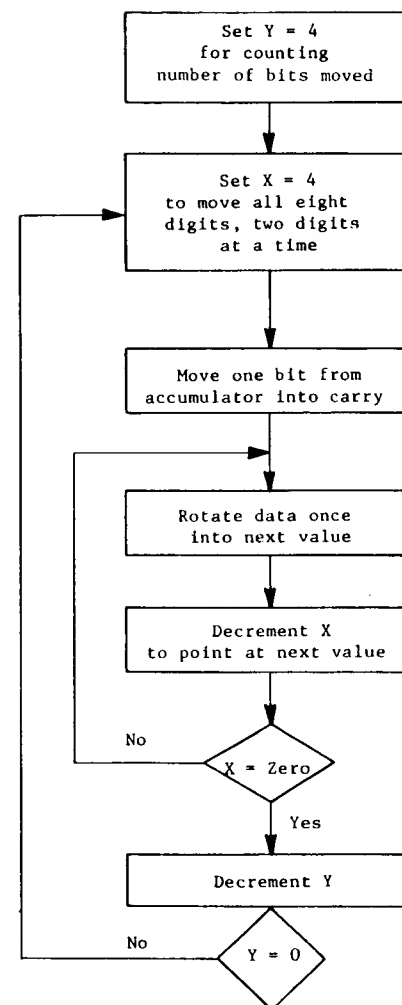 Set Y = 4
for counting
number of bits moved
Set X = 4
to move all eight
digits, two digits
at a time
Move one bit from
accumulator into carry
Rotate data once
into next value
Decrement X
to point at next value
No
X = Zero
Yes
Decrement Y
No
Y = 0